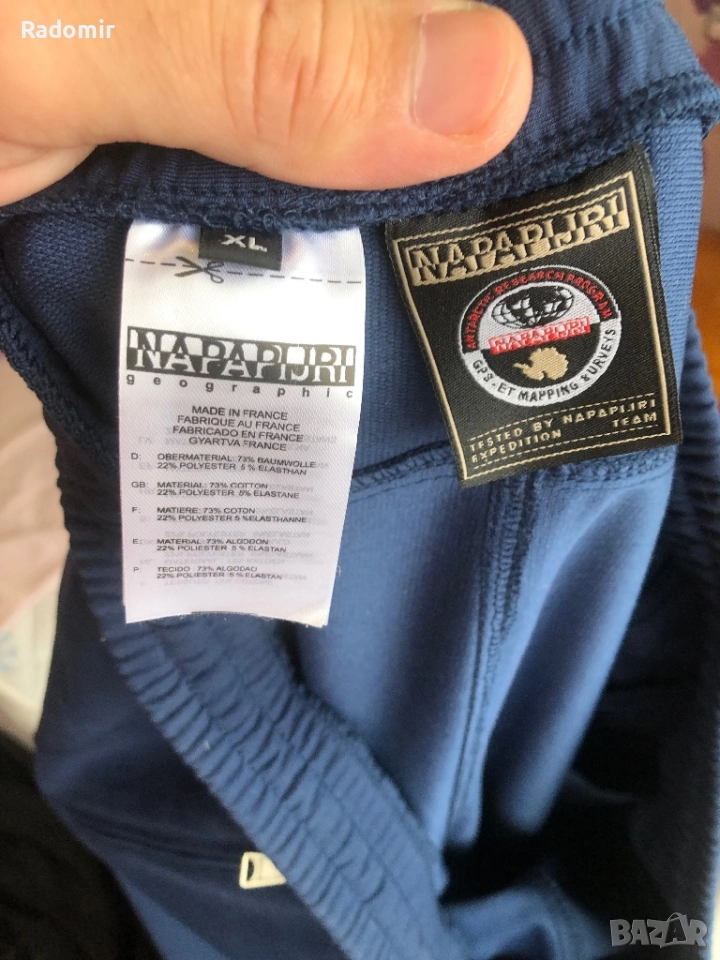 Radomir
XL
NAPAPIJRI
geographic
MADE IN FRANCE
FABRIQUE AU FRANCE
FABRICADO EN FRANCE
GYARTVA FRANCE
D: OBERMATERIAL: 73% BAUMWOLLE
22% POLYESTER 5 % ELASTHAN
GB: MATERIAL: 73% COTTON
22% POLYESTER 5% ELASTANE
F: MATIERE: 73% COTON
22% POLYESTER 5 %ELASTHANNE
E: MATERIAL 73% ALGODON
22% POLIESTER 5 % ELASTAN
P: TECIDO :73% ALGODAO
22% POLIESTER 5 % ELASTAN
NAPAPIJRI
ANTARCTIC RESEARCH PROGRAM
NAPAPIJRI
GPS-ET MAPPING & SURVEYS
TESTED BY NAPAPIJRI
EXPEDITION TEAM
BAZAR